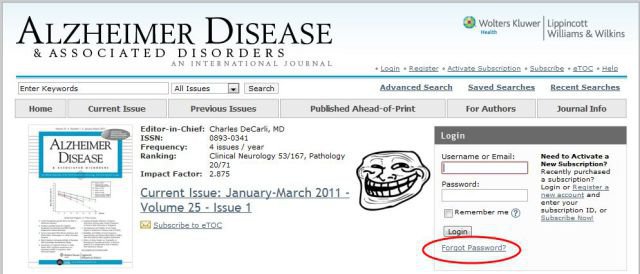 ALZHEIMER DISEASE
& ASSOCIATED DISORDERS
AN INTERNATIONAL JOURNAL
Wolters Kluwer
Health
Lippincott
Williams & Wilkins
Login • Register • Activate Subscription • Subscribe • eTOC • Help
Enter Keywords
All Issues
Search
Advanced Search Saved Searches Recent Searches
Home Current Issue Previous Issues Published Ahead-of-Print For Authors Journal Info
ALZHEIMER
DISEASE
Editor-in-Chief: Charles DeCarli, MD
ISSN: 0893-0341
Frequency: 4 issues / year
Ranking: Clinical Neurology 53/167, Pathology
20/71
Impact Factor: 2.875
Current Issue: January-March 2011 -
Volume 25 - Issue 1
Subscribe to eTOC
Login
Username or Email:
Password:
Remember me ?
Login
Forgot Password?
Need to Activate a
New Subscription?
Recently purchased
a subscription?
Login or Register a
new account and
enter your
subscription ID, or
Subscribe Now!